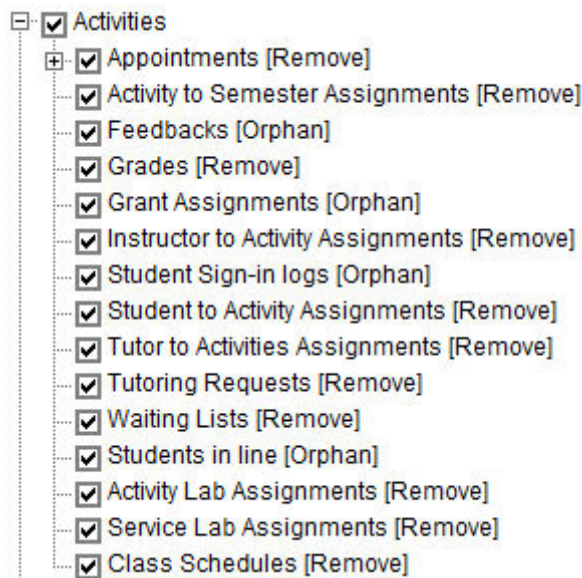 Activities
Appointments [Remove]
Activity to Semester Assignments [Remove]
Feedbacks [Orphan]
Grades [Remove]
Grant Assignments [Orphan]
Instructor to Activity Assignments [Remove]
Student Sign-in logs [Orphan]
Student to Activity Assignments [Remove]
Tutor to Activities Assignments [Remove]
Tutoring Requests [Remove]
Waiting Lists [Remove]
Students in line [Orphan]
Activity Lab Assignments [Remove]
Service Lab Assignments [Remove]
Class Schedules [Remove]